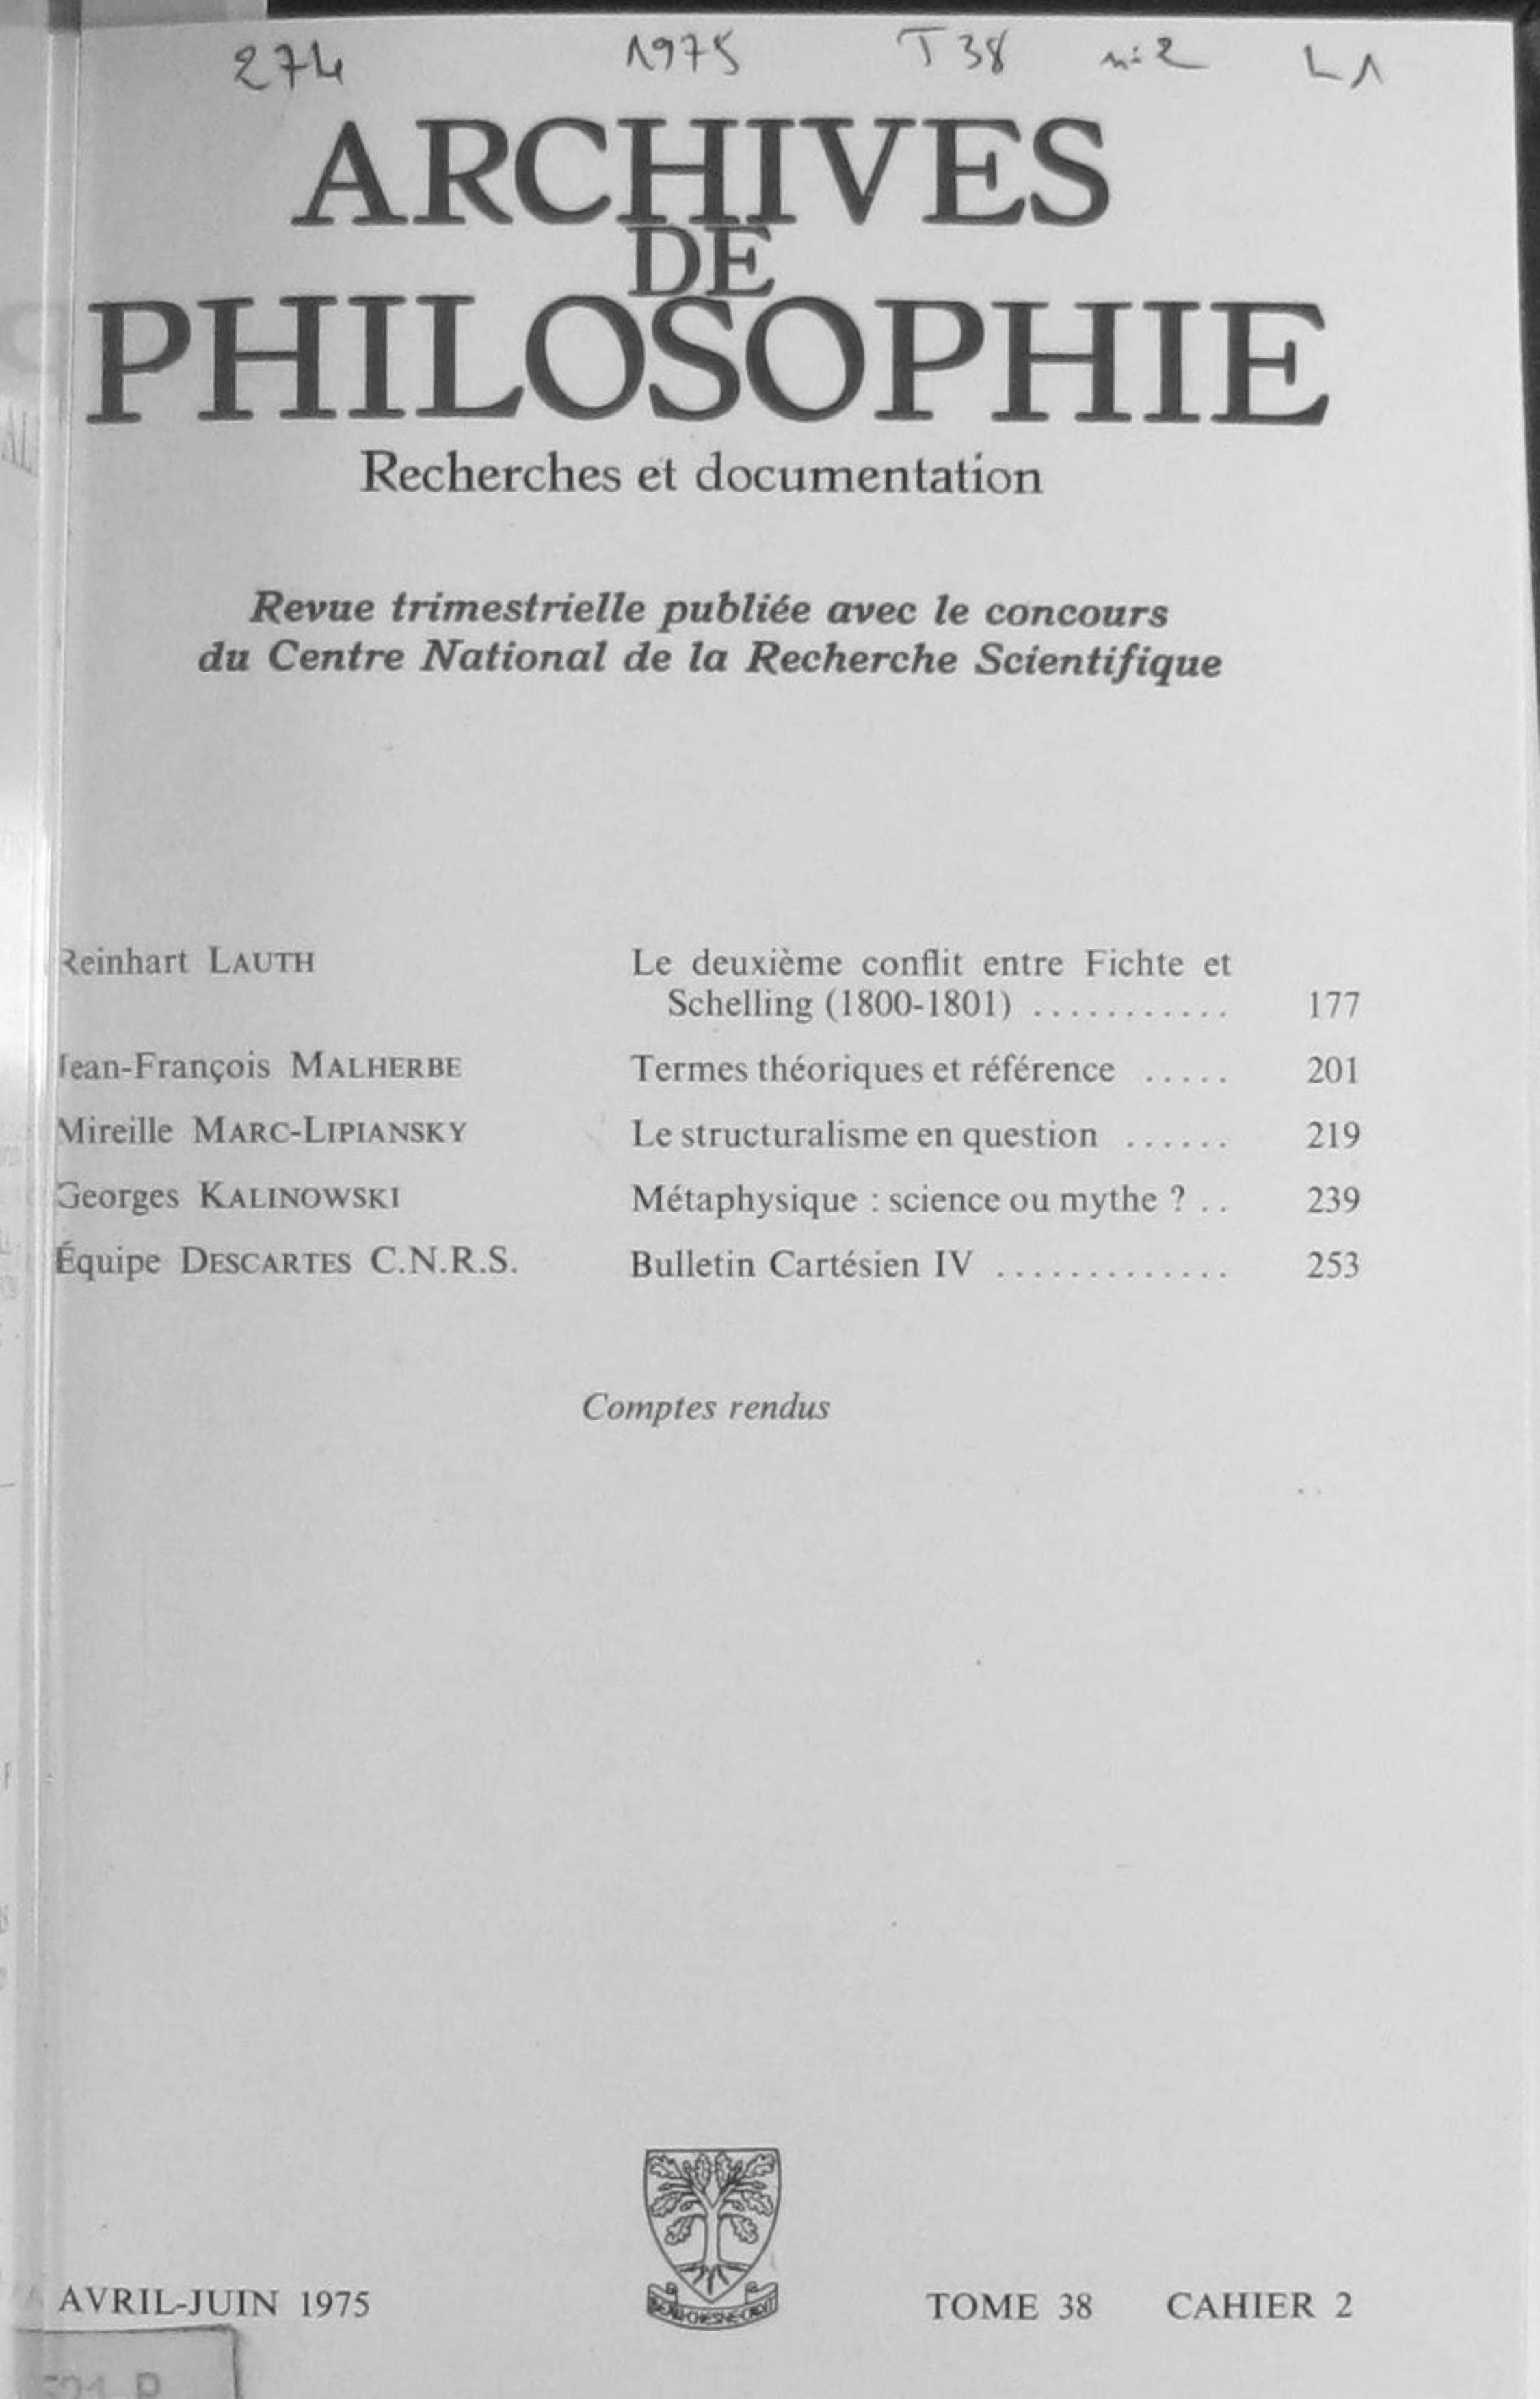 274 1975 T 38 n: 2 L1
ARCHIVES
DE
PHILOSOPHIE
Recherches et documentation
Revue trimestrielle publiée avec le concours
du Centre National de la Recherche Scientifique
Reinhart LAUTH Le deuxième conflit entre Fichte et
Schelling (1800-1801) ........... 177
Jean-François MALHERBE Termes théoriques et référence ..... 201
Mireille MARC-LIPIANSKY Le structuralisme en question ...... 219
Georges KALINOWSKI Métaphysique : science ou mythe ? .. 239
Équipe DESCARTES C.N.R.S. Bulletin Cartésien IV ............. 253
Comptes rendus
AVRIL-JUIN 1975 TOME 38 CAHIER 2